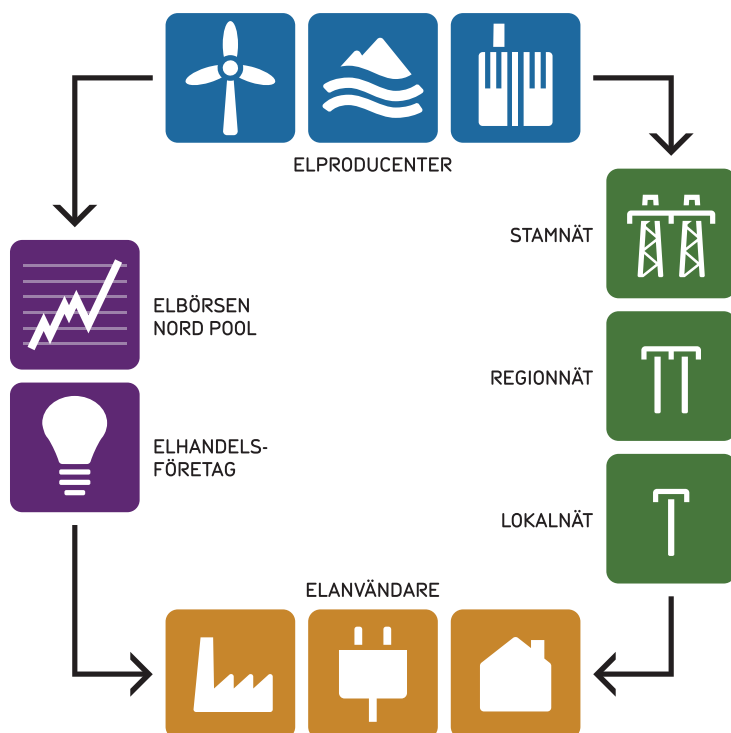 ELPRODUCENTER
STAMNÄT
ELBÖRSEN
NORD POOL
REGIONNÄT
ELHANDELS-
FÖRETAG
LOKALNÄT
ELANVÄNDARE